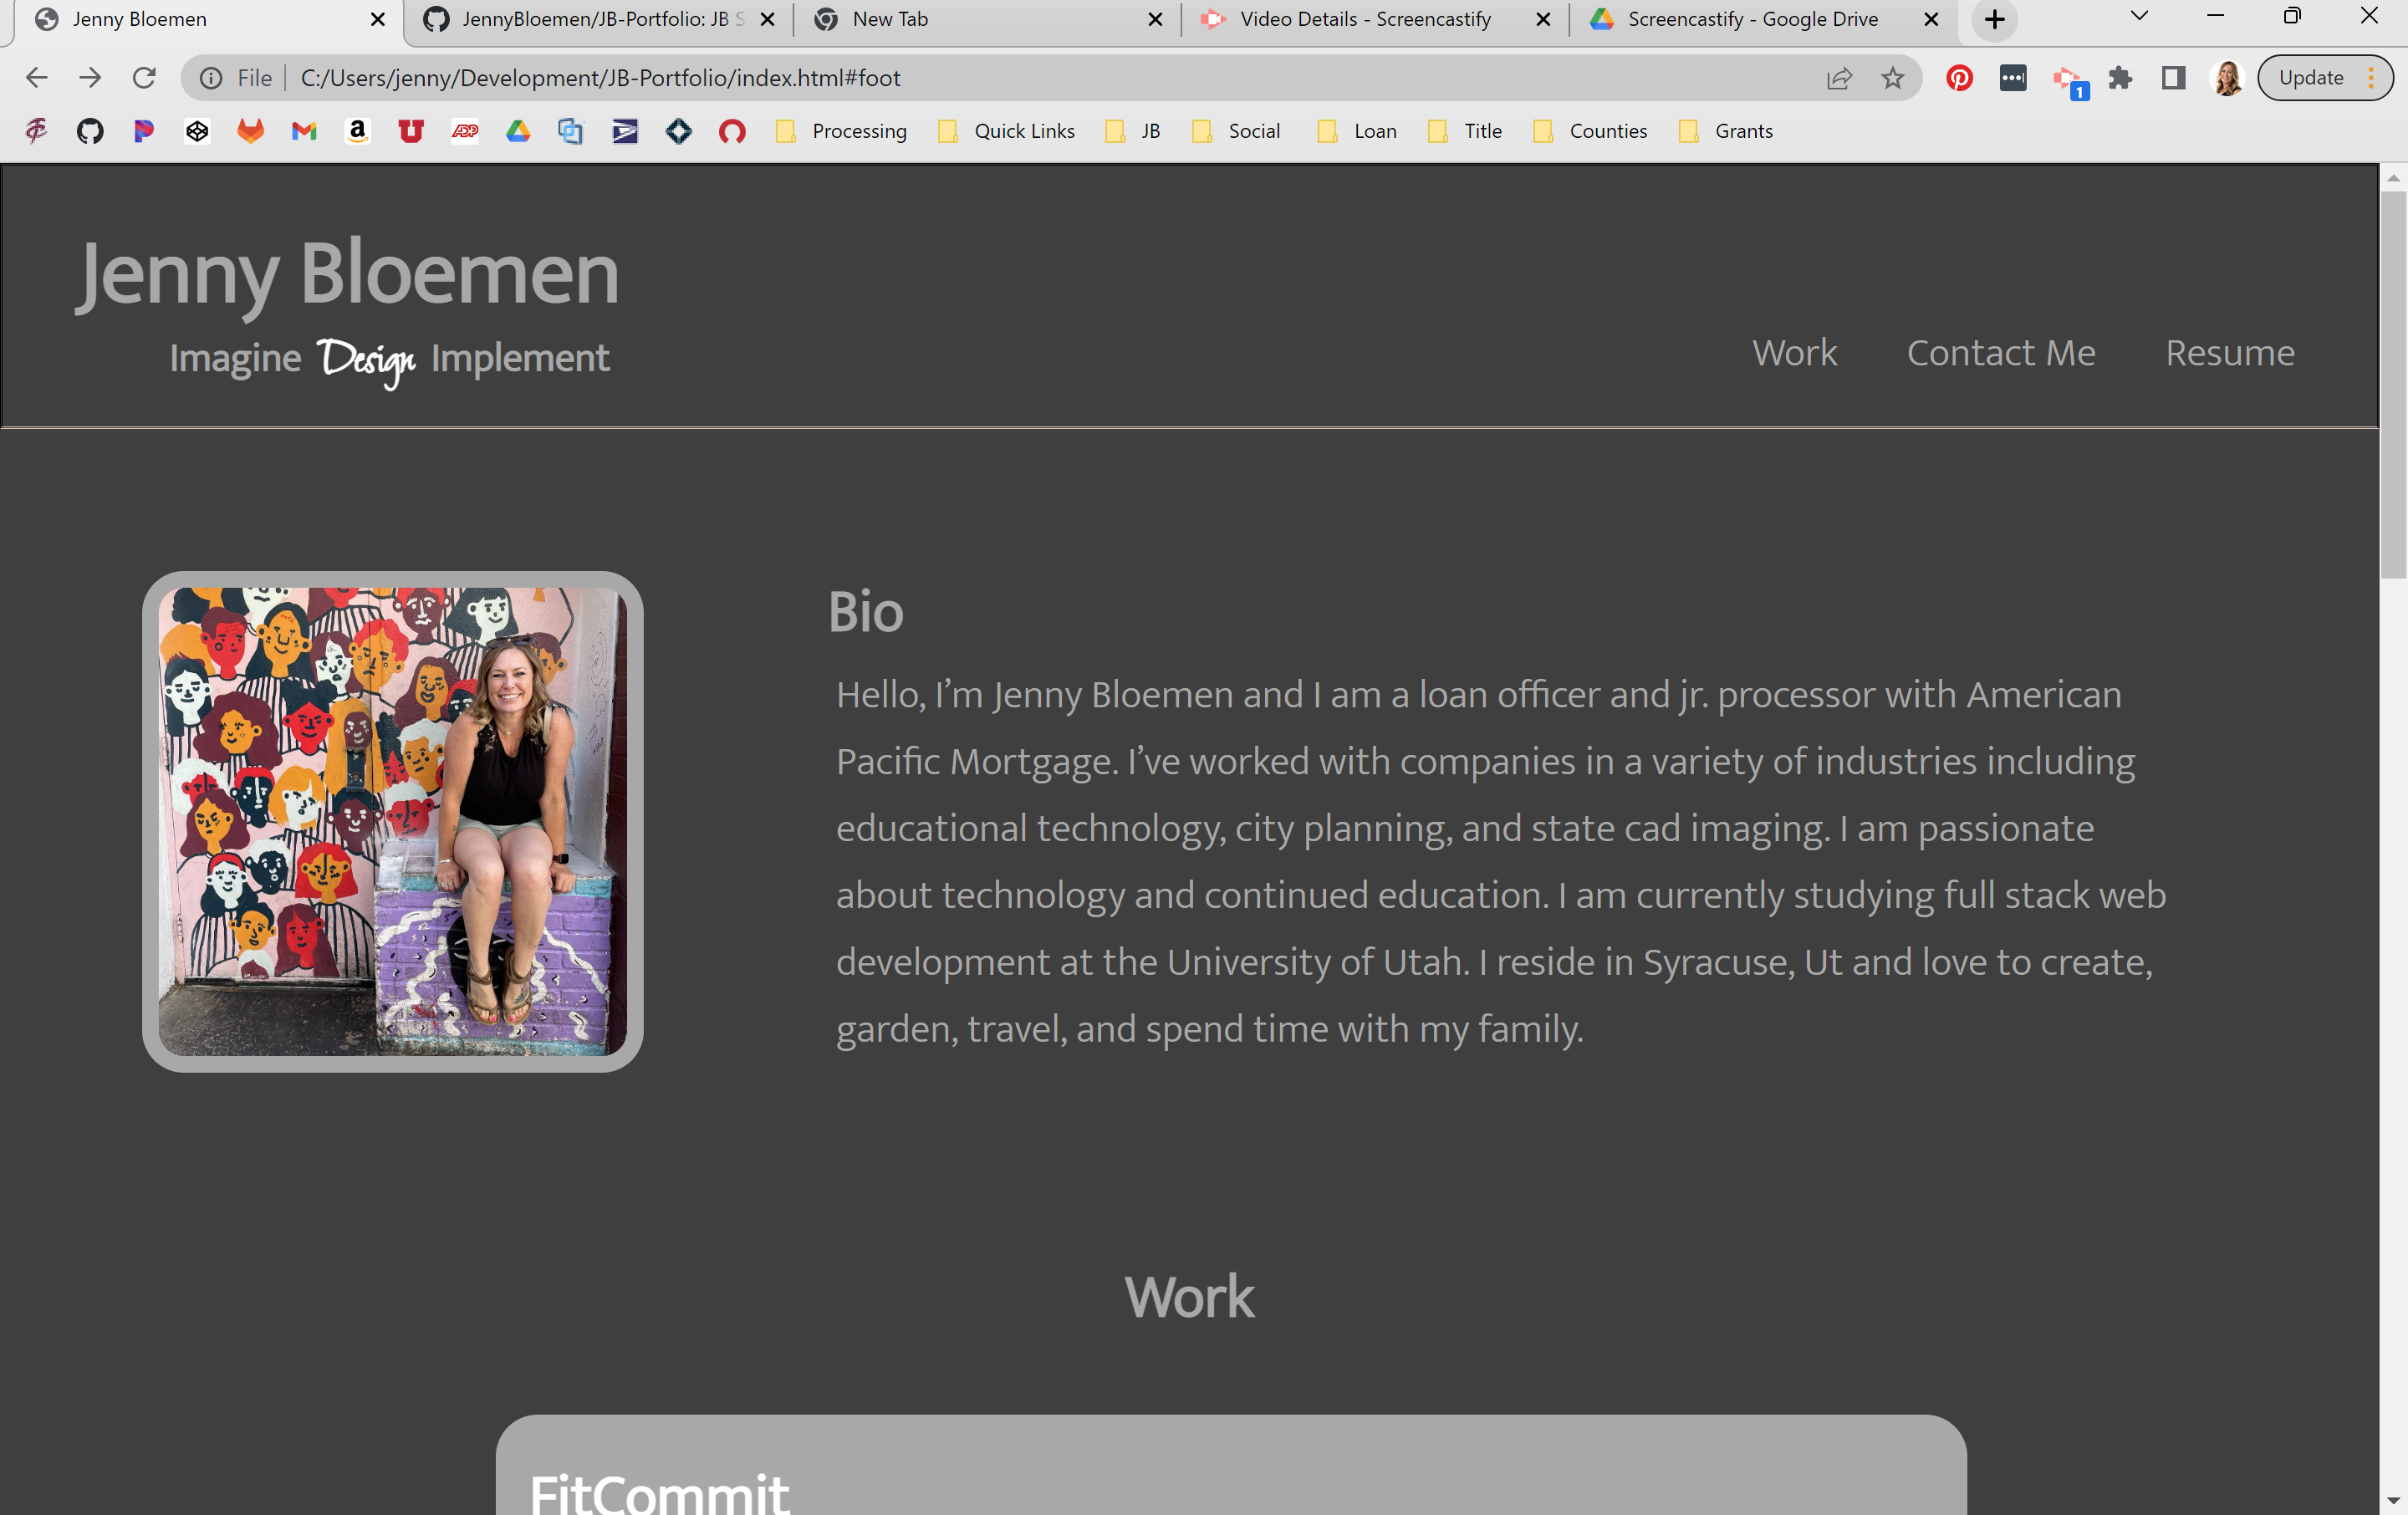 Jenny Bloemen
JennyBloemen/JB-Portfolio: JB S
New Tab
Video Details - Screencastify
Screencastify - Google Drive
File
C:/Users/jenny/Development/JB-Portfolio/index.html#foot
1
Update
ADP
Processing
Quick Links
JB
Social
Loan
Title
Counties
Grants
Jenny Bloemen
Imagine Design Implement
Work
Contact Me
Resume
Bio
Hello, I’m Jenny Bloemen and I am a loan officer and jr. processor with American
Pacific Mortgage. I’ve worked with companies in a variety of industries including
educational technology, city planning, and state cad imaging. I am passionate
about technology and continued education. I am currently studying full stack web
development at the University of Utah. I reside in Syracuse, Ut and love to create,
garden, travel, and spend time with my family.
Work
FitCommit